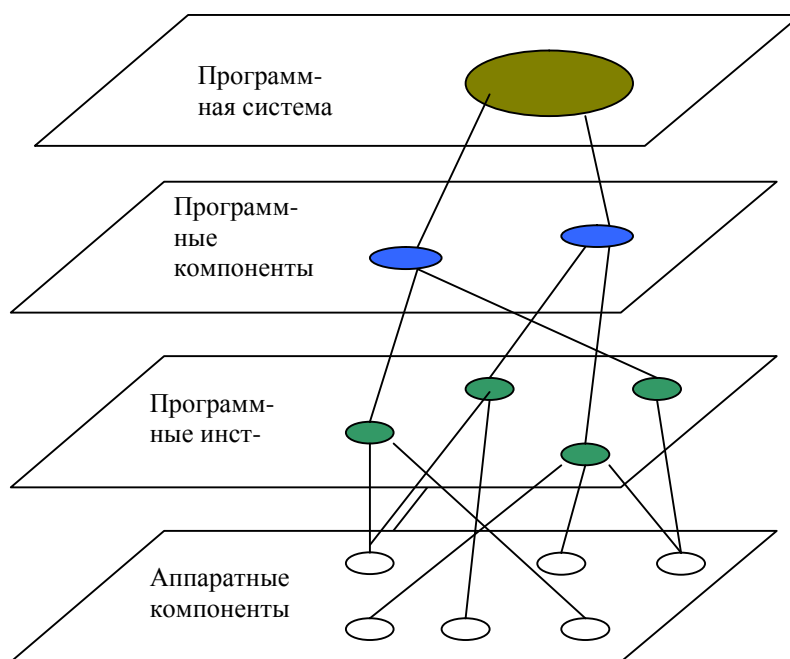 Программ-
ная система
Программ-
ные
компоненты
Программ-
ные инст-
Аппаратные
компоненты